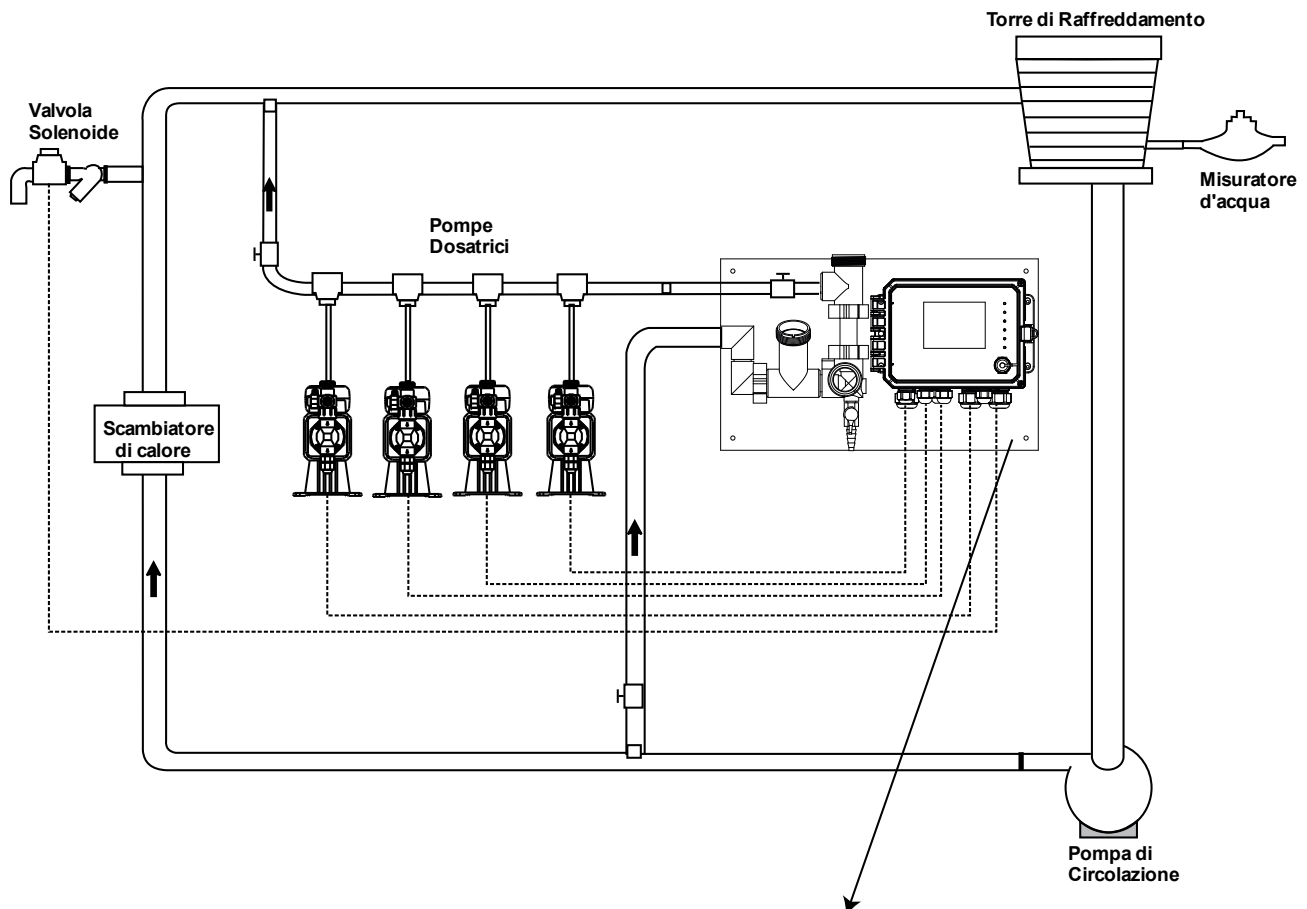 Torre di Raffreddamento
Valvola
Solenoide
Misuratore
d'acqua
Pompe
Dosatrici
Scambiatore
di calore
Pompa di
Circolazione